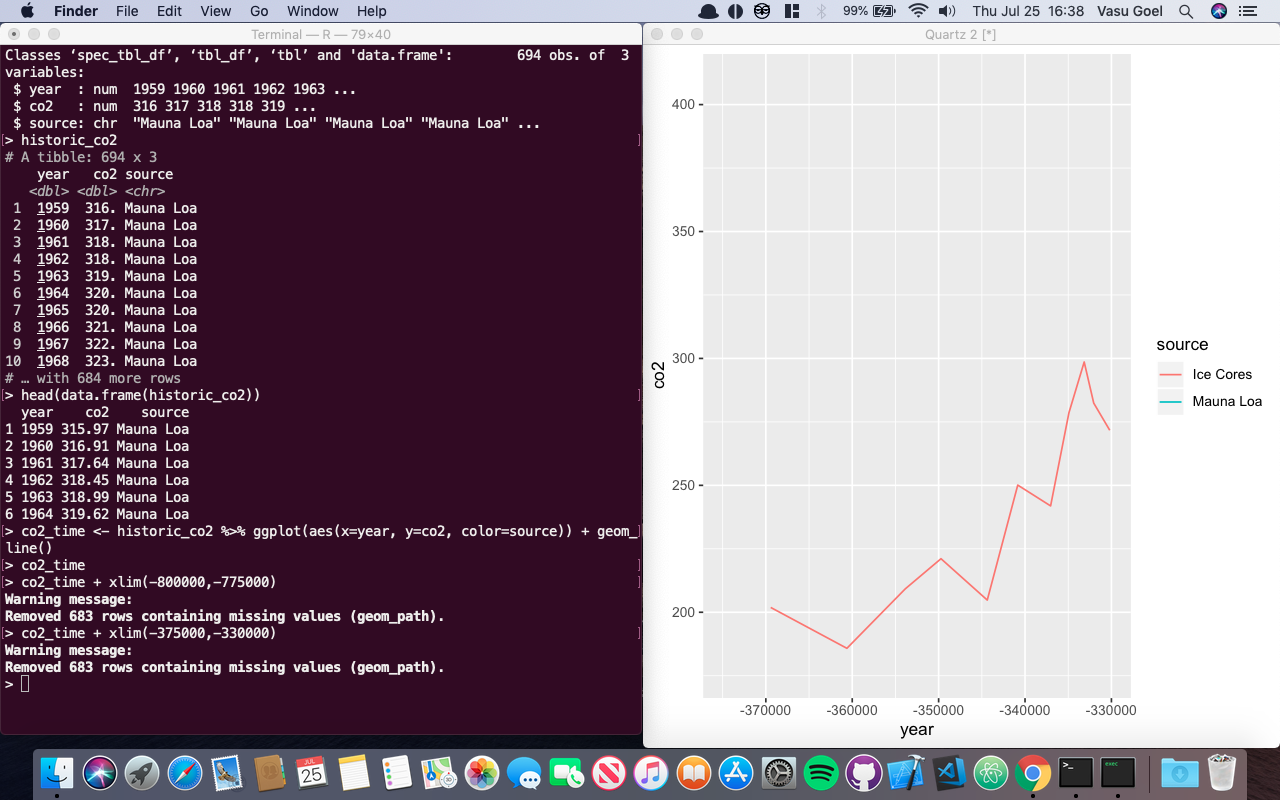 Finder File Edit View Go Window Help 99% Thu Jul 25 16:38 Vasu Goel
Terminal — R — 79×40
Classes ‘spec_tbl_df’, ‘tbl_df’, ‘tbl’ and 'data.frame': 694 obs. of 3
variables:
$ year : num 1959 1960 1961 1962 1963 ...
$ co2 : num 316 317 318 318 319 ...
$ source: chr "Mauna Loa" "Mauna Loa" "Mauna Loa" "Mauna Loa" ...
> historic_co2
# A tibble: 694 x 3
year co2 source
<dbl> <dbl> <chr>
1 1959 316. Mauna Loa
2 1960 317. Mauna Loa
3 1961 318. Mauna Loa
4 1962 318. Mauna Loa
5 1963 319. Mauna Loa
6 1964 320. Mauna Loa
7 1965 320. Mauna Loa
8 1966 321. Mauna Loa
9 1967 322. Mauna Loa
10 1968 323. Mauna Loa
# … with 684 more rows
> head(data.frame(historic_co2))
year co2 source
1 1959 315.97 Mauna Loa
2 1960 316.91 Mauna Loa
3 1961 317.64 Mauna Loa
4 1962 318.45 Mauna Loa
5 1963 318.99 Mauna Loa
6 1964 319.62 Mauna Loa
> co2_time <- historic_co2 %>% ggplot(aes(x=year, y=co2, color=source)) + geom_
line()
> co2_time
> co2_time + xlim(-800000,-775000)
Warning message:
Removed 683 rows containing missing values (geom_path).
> co2_time + xlim(-375000,-330000)
Warning message:
Removed 683 rows containing missing values (geom_path).
>
Quartz 2 [*]
400
350
300
250
200
co2
-370000 -360000 -350000 -340000 -330000
year
source
Ice Cores
Mauna Loa
JUL
25
>_
exec